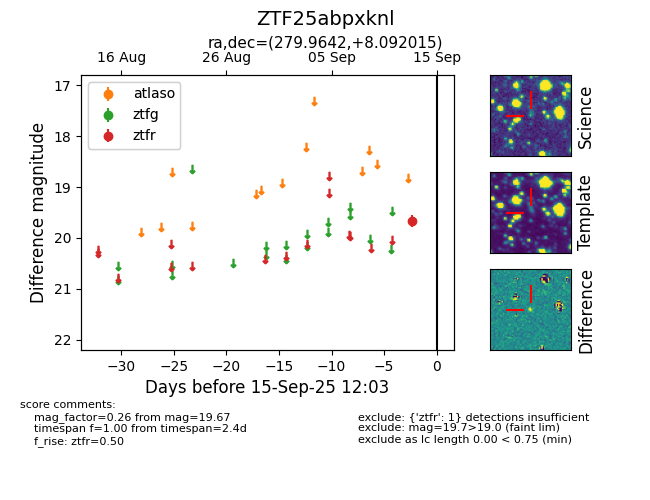 ZTF25abpxknl
ra,dec=(279.9642,+8.092015)
16 Aug 26 Aug 05 Sep 15 Sep
atlaso
ztfg
ztfr
17
18
19
20
21
22
Difference magnitude
−30 −25 −20 −15 −10 −5 0
Days before 15-Sep-25 12:03
Science
Template
Difference
score comments:
mag_factor=0.26 from mag=19.67
timespan f=1.00 from timespan=2.4d
f_rise: ztfr=0.50
exclude: {'ztfr': 1} detections insufficient
exclude: mag=19.7>19.0 (faint lim)
exclude as lc length 0.00 < 0.75 (min)